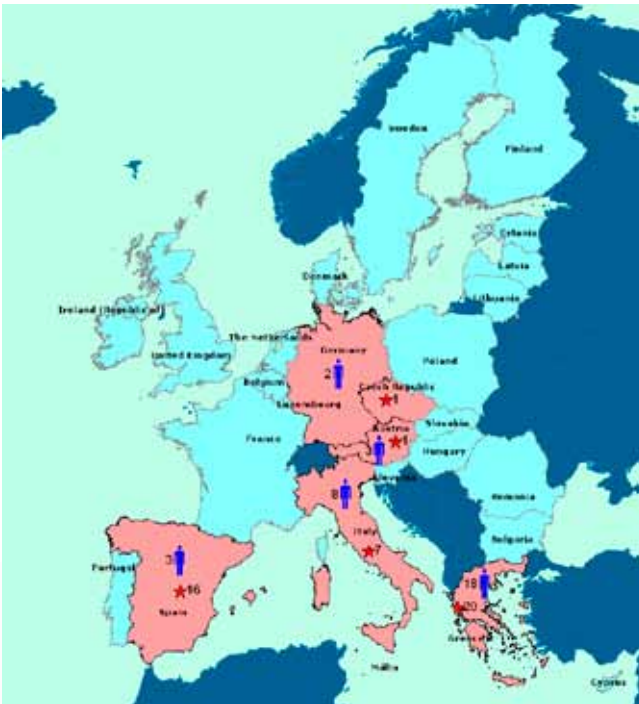 Sweden
Finland
Estonia
Latvia
Lithuania
Denmark
Ireland (Republic of)
United Kingdom
The Netherlands
Germany
2
Poland
Belgium
Czech Republic
1
Luxembourg
Austria
1
Slovakia
France
Hungary
Slovenia
Romania
8
Italy
7
Bulgaria
Portugal
3
16
Spain
18
20
Greece
Malta
Cyprus